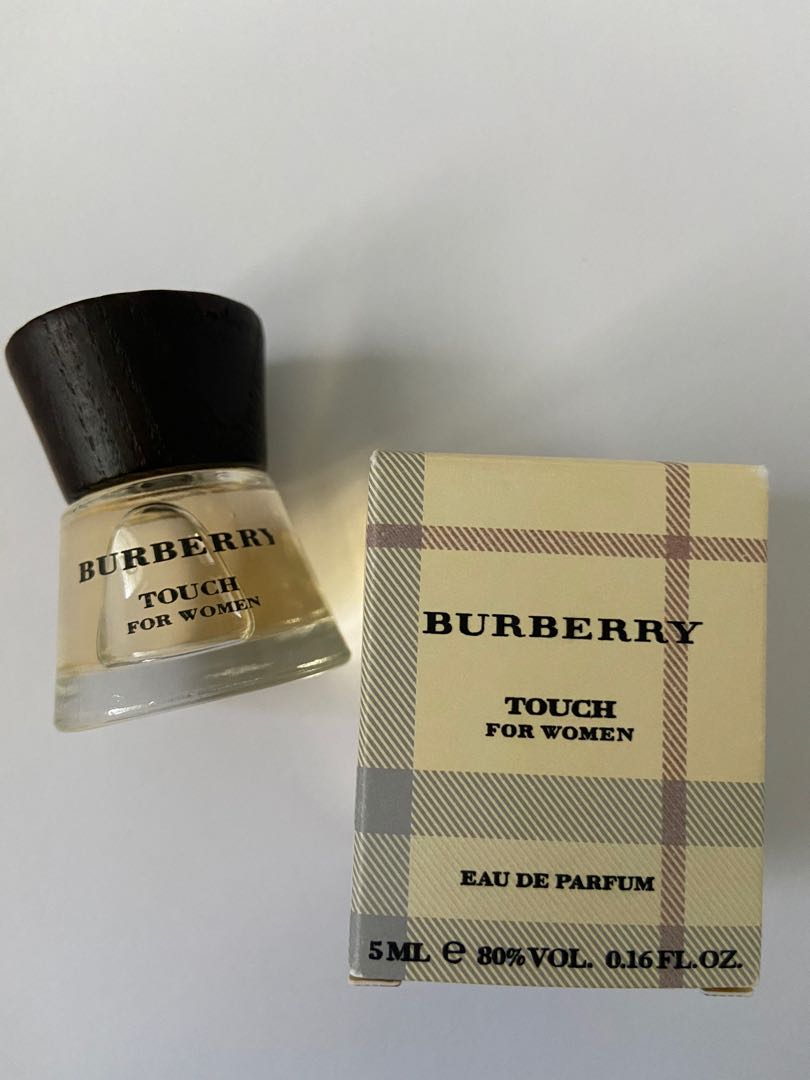 BURBERRY
TOUCH
FOR WOMEN
BURBERRY
TOUCH
FOR WOMEN
EAU DE PARFUM
5 ML e 80% VOL. 0.16 FL.OZ.